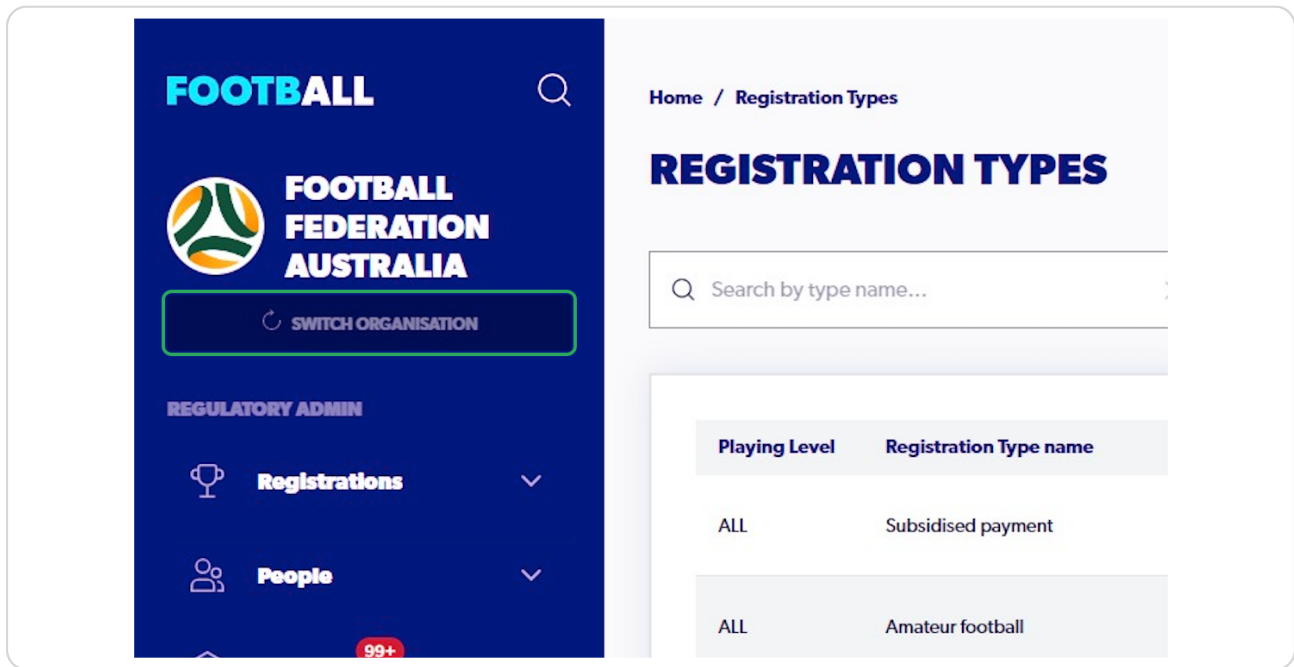 FOOTBALL
FOOTBALL
FEDERATION
AUSTRALIA
SWITCH ORGANISATION
REGULATORY ADMIN
Registrations
People
99+
Home / Registration Types
REGISTRATION TYPES
Search by type name...
Playing Level Registration Type name
ALL Subsidised payment
ALL Amateur football